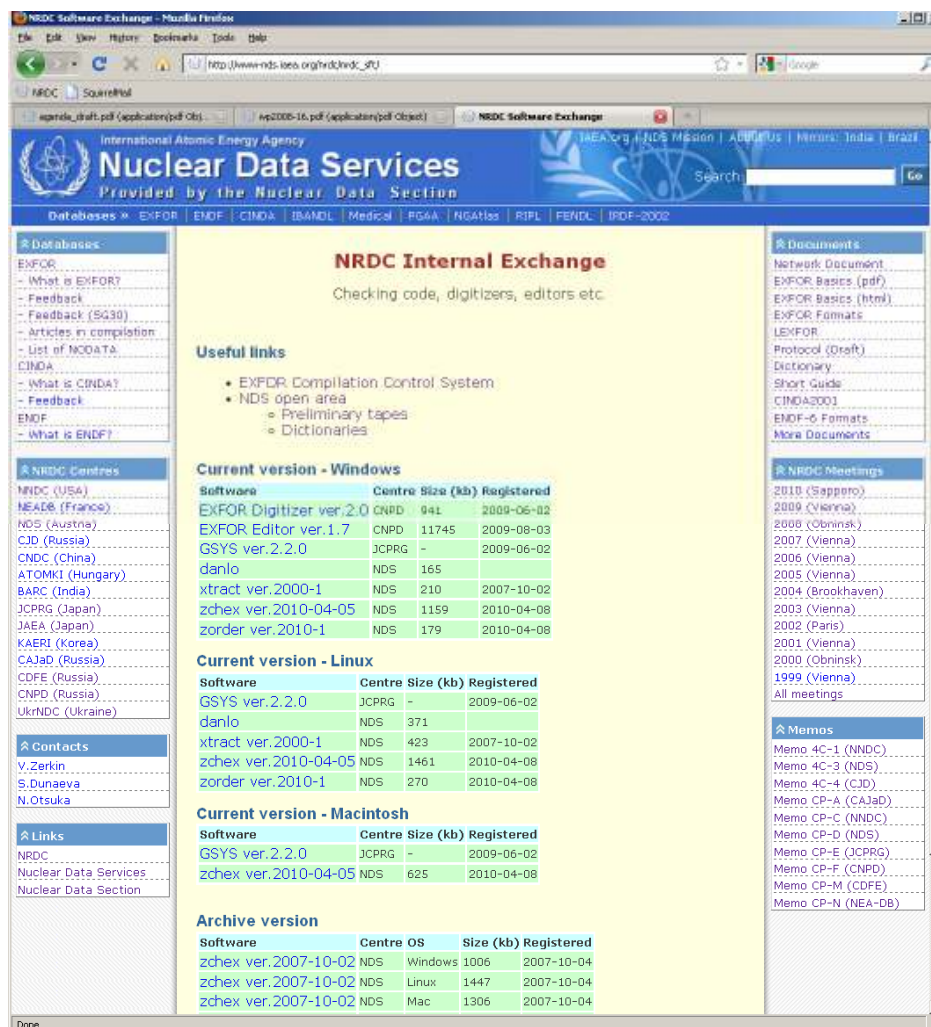 NRDC Software Exchange - Mozilla Firefox
File Edit View History Bookmarks Tools Help
http://www-nds.iaea.org/nrdc/nrdc_sft/
Google
NRDC SquirrelMail
agenda_draft.pdf (application/pdf Obj...
wp2008-16.pdf (application/pdf Object)
NRDC Software Exchange
International Atomic Energy Agency
Nuclear Data Services
Provided by the Nuclear Data Section
IAEA.org | NDS Mission | About Us | Mirrors: India | Brazil
Search Go
Databases » EXFOR | ENDF | CINDA | IBANDL | Medical | PGAA | NGAtlas | RIPL | FENDL | IRDF-2002
Databases
EXFOR
- What is EXFOR?
- Feedback
- Feedback (SG30)
- Articles in compilation
- List of NODATA
CINDA
- What is CINDA?
- Feedback
ENDF
- What is ENDF?
NRDC Centres
NNDC (USA)
NEADB (France)
NDS (Austria)
CJD (Russia)
CNDC (China)
ATOMKI (Hungary)
BARC (India)
JCPRG (Japan)
JAEA (Japan)
KAERI (Korea)
CAJaD (Russia)
CDFE (Russia)
CNPD (Russia)
UkrNDC (Ukraine)
Contacts
V.Zerkin
S.Dunaeva
N.Otsuka
Links
NRDC
Nuclear Data Services
Nuclear Data Section
NRDC Internal Exchange
Checking code, digitizers, editors etc.
Useful links
• EXFOR Compilation Control System
• NDS open area
◦ Preliminary tapes
◦ Dictionaries
Current version - Windows
Software Centre Size (kb) Registered
EXFOR Digitizer ver.2.0 CNPD 941 2009-06-02
EXFOR Editor ver.1.7 CNPD 11745 2009-08-03
GSYS ver.2.2.0 JCPRG - 2009-06-02
danlo NDS 165
xtract ver.2000-1 NDS 210 2007-10-02
zchex ver.2010-04-05 NDS 1159 2010-04-08
zorder ver.2010-1 NDS 179 2010-04-08
Current version - Linux
Software Centre Size (kb) Registered
GSYS ver.2.2.0 JCPRG - 2009-06-02
danlo NDS 371
xtract ver.2000-1 NDS 423 2007-10-02
zchex ver.2010-04-05 NDS 1461 2010-04-08
zorder ver.2010-1 NDS 270 2010-04-08
Current version - Macintosh
Software Centre Size (kb) Registered
GSYS ver.2.2.0 JCPRG - 2009-06-02
zchex ver.2010-04-05 NDS 625 2010-04-08
Archive version
Software Centre OS Size (kb) Registered
zchex ver.2007-10-02 NDS Windows 1006 2007-10-04
zchex ver.2007-10-02 NDS Linux 1447 2007-10-04
zchex ver.2007-10-02 NDS Mac 1306 2007-10-04
Documents
Network Document
EXFOR Basics (pdf)
EXFOR Basics (html)
EXFOR Formats
LEXFOR
Protocol (Draft)
Dictionary
Short Guide
CINDA2001
ENDF-6 Formats
More Documents
NRDC Meetings
2010 (Sapporo)
2009 (Vienna)
2008 (Obninsk)
2007 (Vienna)
2006 (Vienna)
2005 (Vienna)
2004 (Brookhaven)
2003 (Vienna)
2002 (Paris)
2001 (Vienna)
2000 (Obninsk)
1999 (Vienna)
All meetings
Memos
Memo 4C-1 (NNDC)
Memo 4C-3 (NDS)
Memo 4C-4 (CJD)
Memo CP-A (CAJaD)
Memo CP-C (NNDC)
Memo CP-D (NDS)
Memo CP-E (JCPRG)
Memo CP-F (CNPD)
Memo CP-M (CDFE)
Memo CP-N (NEA-DB)
Done